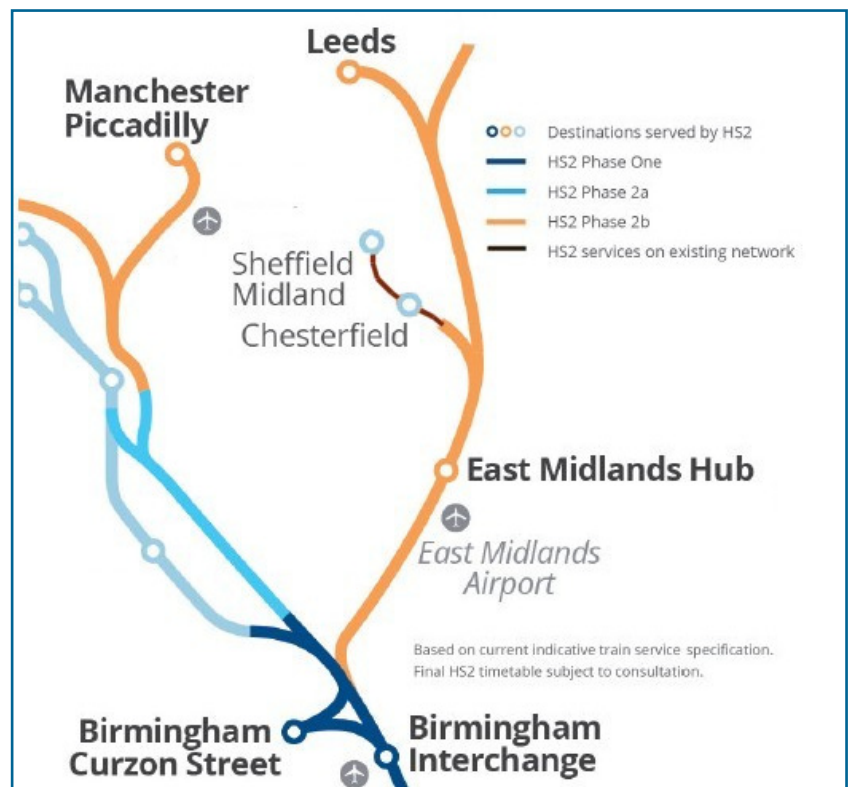 Leeds
Manchester
Piccadilly
Destinations served by HS2
HS2 Phase One
HS2 Phase 2a
HS2 Phase 2b
HS2 services on existing network
Sheffield
Midland
Chesterfield
East Midlands Hub
East Midlands
Airport
Based on current indicative train service specification.
Final HS2 timetable subject to consultation.
Birmingham
Curzon Street
Birmingham
Interchange